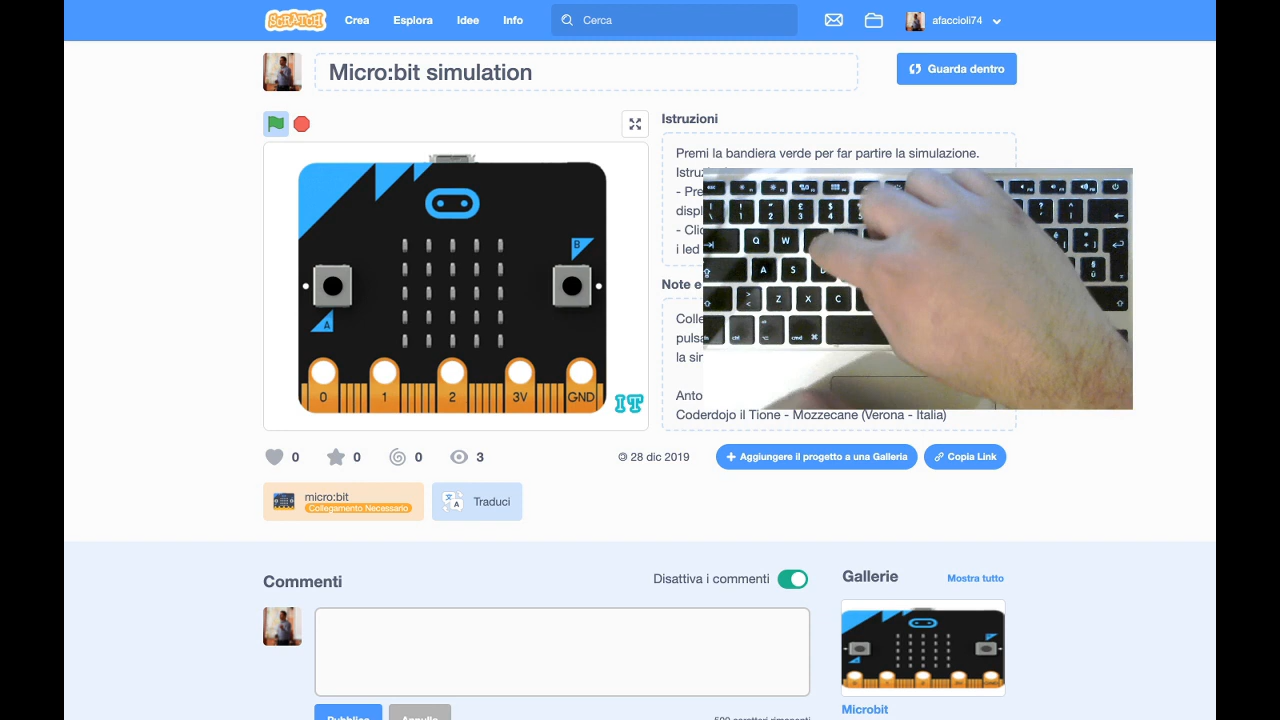 SCRATCH
Crea
Esplora
Idee
Info
Cerca
afaccioli74
Micro:bit simulation
Guarda dentro
Istruzioni
Premi la bandiera verde per far partire la simulazione.
B
A
0
1
2
3V
GND
IT
Q
W
A
S
D
Z
X
C
cmd
Coderdojo il Tione - Mozzecane (Verona - Italia)
0
0
0
3
28 dic 2019
Aggiungere il progetto a una Galleria
Copia Link
micro:bit
Collegamento Necessario
Traduci
Commenti
Disattiva i commenti
Gallerie
Mostra tutto
Microbit